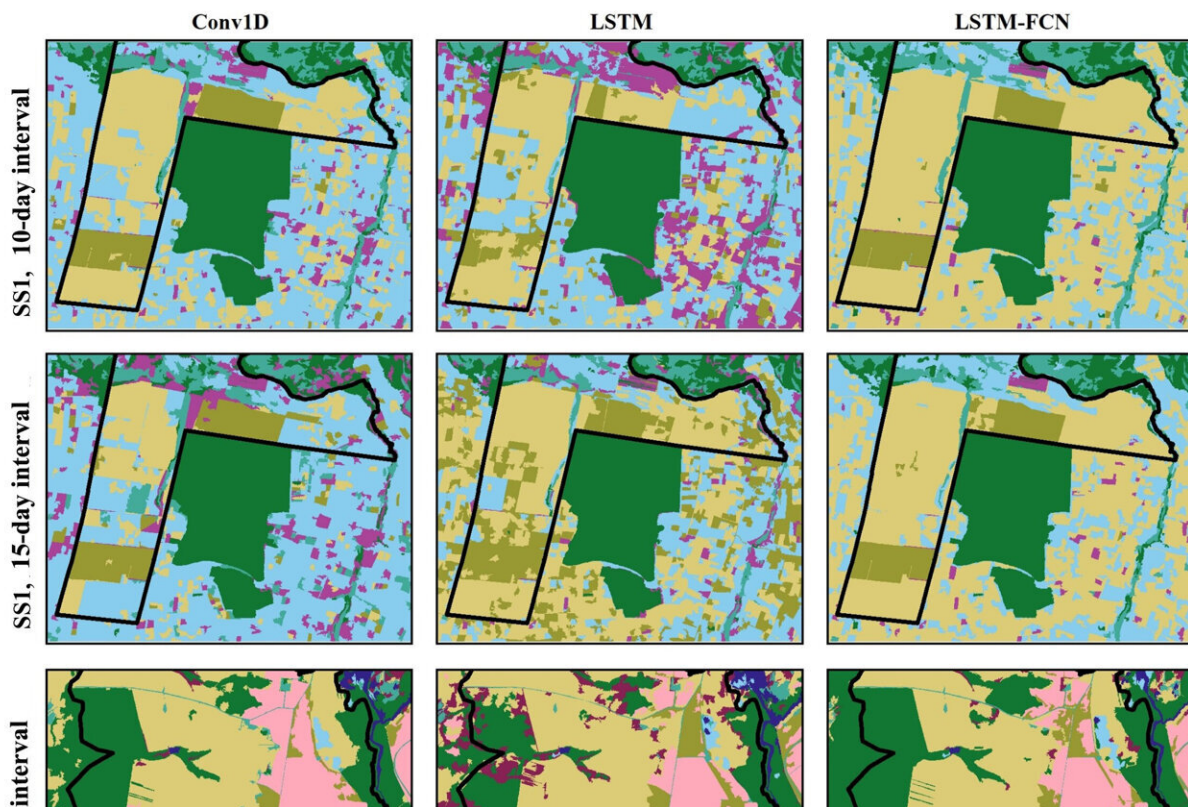 Conv1D
LSTM
LSTM-FCN
SS1, 10-day interval
SS1, 15-day interval
interval